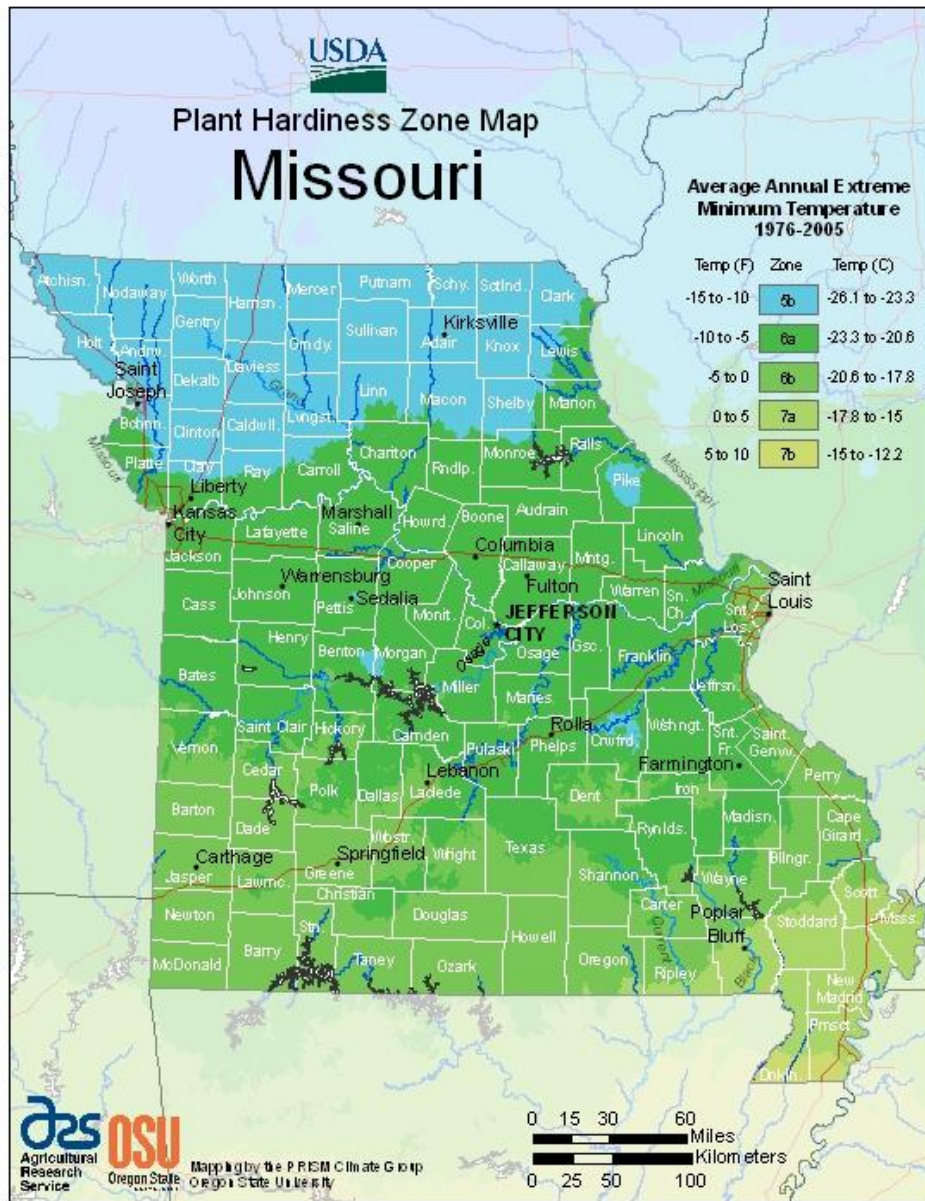 USDA
Plant Hardiness Zone Map
Missouri
Average Annual Extreme
Minimum Temperature
1976-2005
Temp (F) Zone Temp (C)
-15 to -10 5b -26.1 to -23.3
-10 to -5 6a -23.3 to -20.6
-5 to 0 6b -20.6 to -17.8
0 to 5 7a -17.8 to -15
5 to 10 7b -15 to -12.2
Atchisn.
Nodaway
Worth
Harrisn.
Mercer
Putnam
Schy.
Sctlnd.
Clark
Gentry
Sullivan
Kirksville
Adair
Knox
Lewis
Holt
Andrw.
Daviess
Grndy.
Saint
Joseph
Dekalb
Grand
Linn
Macon
Shelby
Marion
Bchnn.
Clinton
Caldwll.
Lvngst.
Platte
Clay
Ray
Carroll
Chariton
Rndlp.
Monroe
Ralls
Missouri
Mississippi
Pike
Liberty
Kansas
City
Marshall
Saline
Howrd.
Boone
Audrain
Lafayette
Lincoln
Jackson
Cooper
Columbia
Callaway
Fulton
Mntg.
Warren
Sn.
Ch.
Missouri
Saint
Louis
Snt.
Los.
Cass
Johnson
Warrensburg
Pettis
Sedalia
Monit.
Col.
JEFFERSON
CITY
Osage
Osage
Gsc.
Franklin
Henry
Benton
Morgan
Bates
Miller
Maries
Jeffrsn.
Saint Clair
Hickory
Camden
Pulaski
Rolla
Phelps
Crwfrd.
Wshngt.
Snt.
Fr.
Saint.
Genv.
Vernon
Cedar
Polk
Dallas
Lebanon
Laclede
Dent
Iron
Farmington
Perry
Barton
Dade
Wbstr.
Wright
Texas
Rynlds.
Madisn.
Cape
Girard.
Carthage
Jasper
Lawrnc.
Springfield
Greene
Christian
Shannon
Wayne
Bllngr.
Scott
Newton
Stn.
Douglas
Howell
Carter
Current
Poplar
Bluff
Stoddard
Msss.
McDonald
Barry
Taney
Ozark
Oregon
Ripley
Black
New
Madrid
Pmsct.
Dnkln.
ars
Agricultural
Research
Service
OSU
Oregon State
Mapping by the PRISM Climate Group
Oregon State University
0 15 30 60
Miles
Kilometers
0 25 50 100